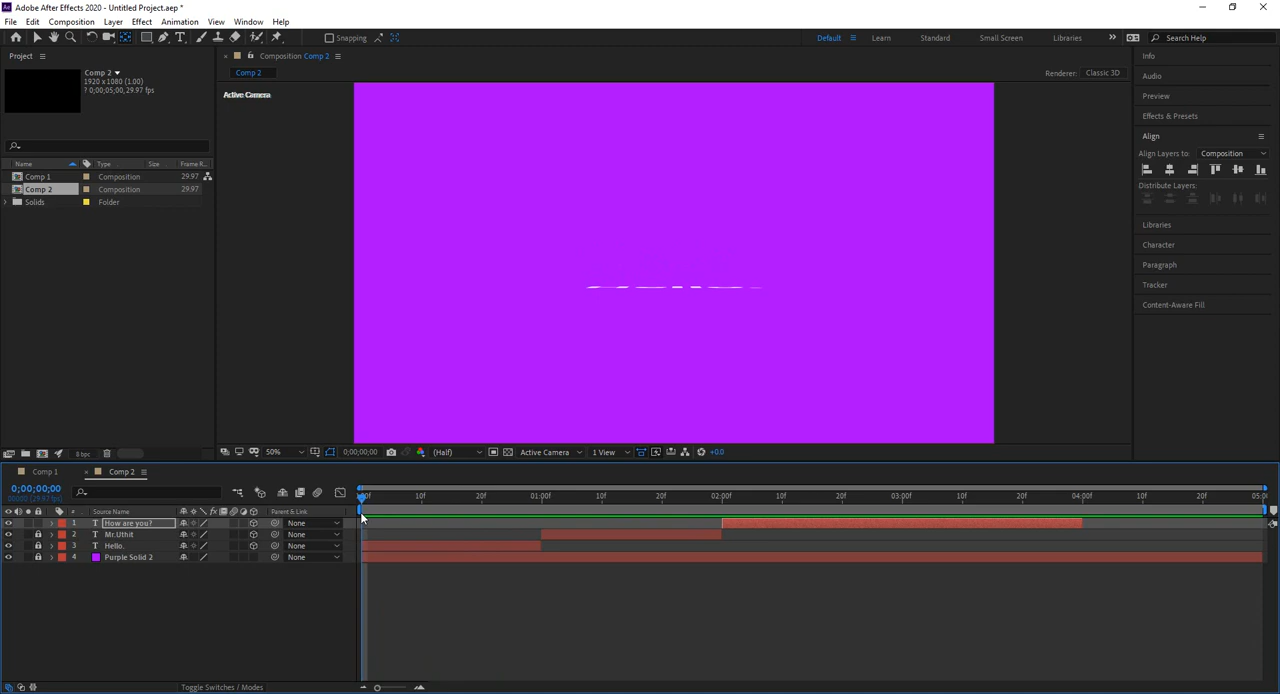 Adobe After Effects 2020 - Untitled Project.aep *
File Edit Composition Layer Effect Animation View Window Help
Snapping
Default Learn Standard Small Screen Libraries Search Help
Project
Comp 2
1920 x 1080 (1.00)
? 0;00;05;00, 29.97 fps
Name Type Size Frame R...
Comp 1 Composition 29.97
Comp 2 Composition 29.97
Solids Folder
8 bpc
Composition Comp 2
Comp 2
Renderer: Classic 3D
Active Camera
50% 0;00;00;00 (Half) Active Camera 1 View +0.0
Info
Audio
Preview
Effects & Presets
Align
Align Layers to: Composition
Distribute Layers:
Libraries
Character
Paragraph
Tracker
Content-Aware Fill
Comp 1 Comp 2
0;00;00;00
00000 (29.97 fps)
:00f 10f 20f 01:00f 10f 20f 02:00f 10f 20f 03:00f 10f 20f 04:00f 10f 20f 05:00
# Source Name Parent & Link
1 T How are you? None
2 T Mr.Uthit None
3 T Hello. None
4 Purple Solid 2 None
Toggle Switches / Modes